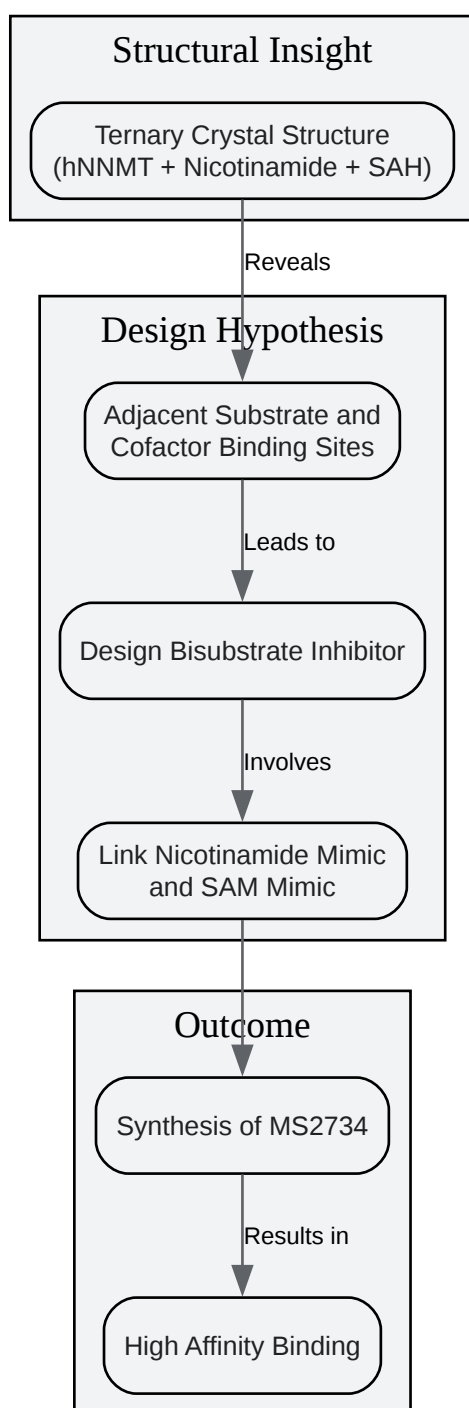 Structural Insight
Ternary Crystal Structure
(hNNMT + Nicotinamide + SAH)
Reveals
Design Hypothesis
Adjacent Substrate and
Cofactor Binding Sites
Leads to
Design Bisubstrate Inhibitor
Involves
Link Nicotinamide Mimic
and SAM Mimic
Outcome
Synthesis of MS2734
Results in
High Affinity Binding